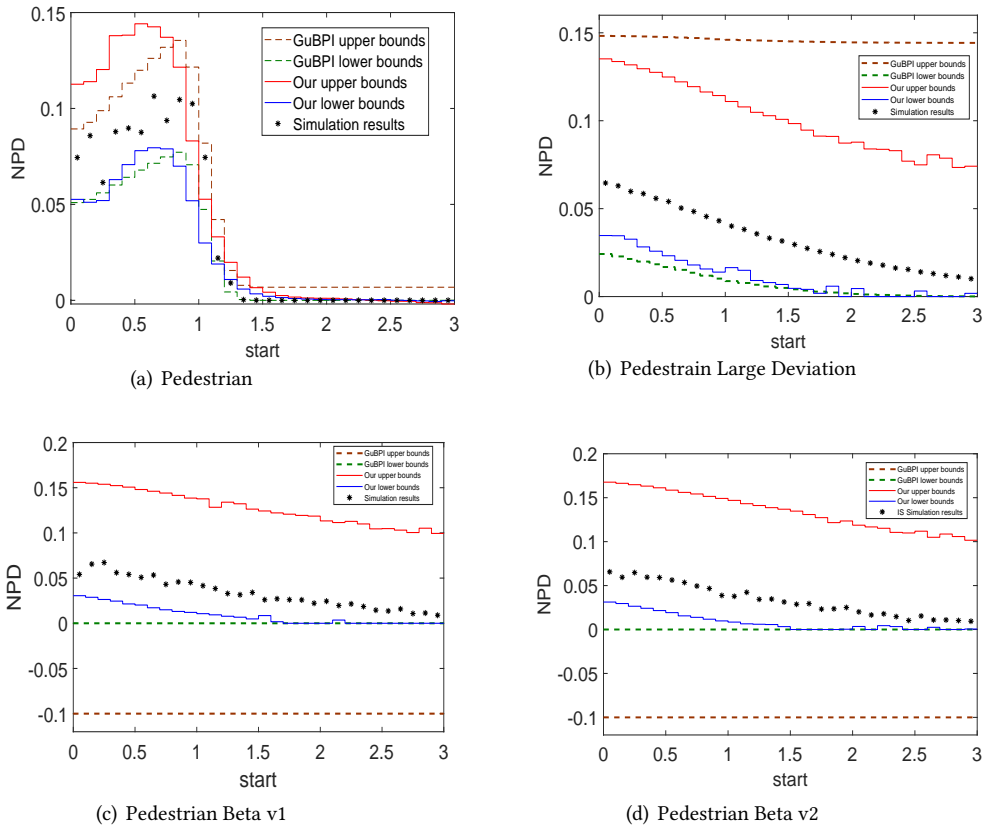 0.15
0.1
0.05
0
NPD
0 0.5 1 1.5 2 2.5 3
start
GuBPI upper bounds
GuBPI lower bounds
Our upper bounds
Our lower bounds
Simulation results
(a) Pedestrian
0.15
0.1
0.05
0
NPD
0 0.5 1 1.5 2 2.5 3
start
GuBPI upper bounds
GuBPI lower bounds
Our upper bounds
Our lower bounds
Simulation results
(b) Pedestrain Large Deviation
0.2
0.15
0.1
0.05
0
-0.05
-0.1
NPD
0 0.5 1 1.5 2 2.5 3
start
GuBPI upper bounds
GuBPI lower bounds
Our upper bounds
Our lower bounds
Simulation results
(c) Pedestrian Beta v1
0.2
0.15
0.1
0.05
0
-0.05
-0.1
NPD
0 0.5 1 1.5 2 2.5 3
start
GuBPI upper bounds
GuBPI lower bounds
Our upper bounds
Our lower bounds
IS Simulation results
(d) Pedestrian Beta v2